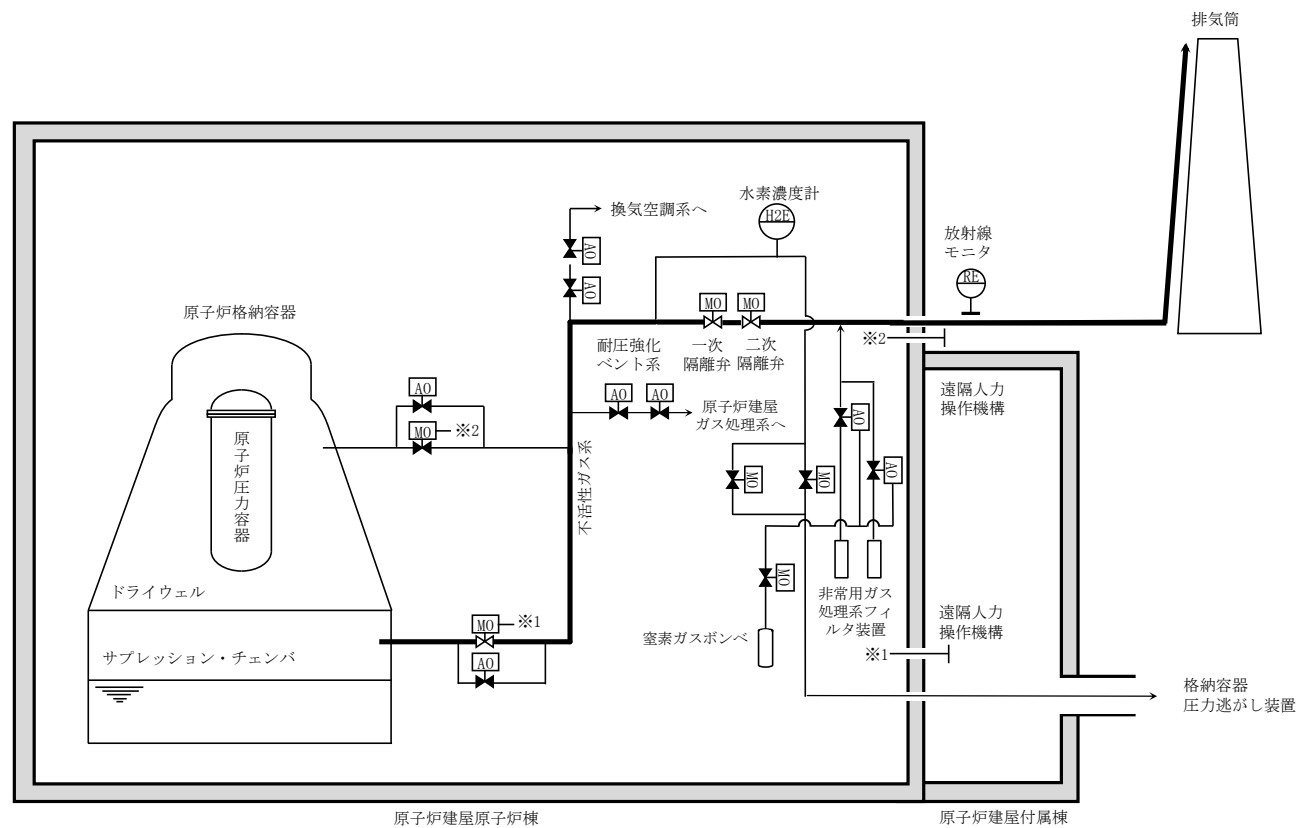 排気筒
水素濃度計
H2E
換気空調系へ
AO
AO
放射線
モニタ
RE
原子炉格納容器
MO
MO
一次
隔離弁
二次
隔離弁
※2
耐圧強化
ベント系
AO
AO
原子炉建屋
ガス処理系へ
遠隔人力
操作機構
AO
MO
※2
原子炉圧力容器
不活性ガス系
AO
AO
MO
MO
MO
ドライウェル
非常用ガス
処理系フィ
ルタ装置
窒素ガスボンベ
遠隔人力
操作機構
※1
MO
※1
AO
サプレッション・チェンバ
格納容器
圧力逃がし装置
原子炉建屋原子炉棟
原子炉建屋付属棟